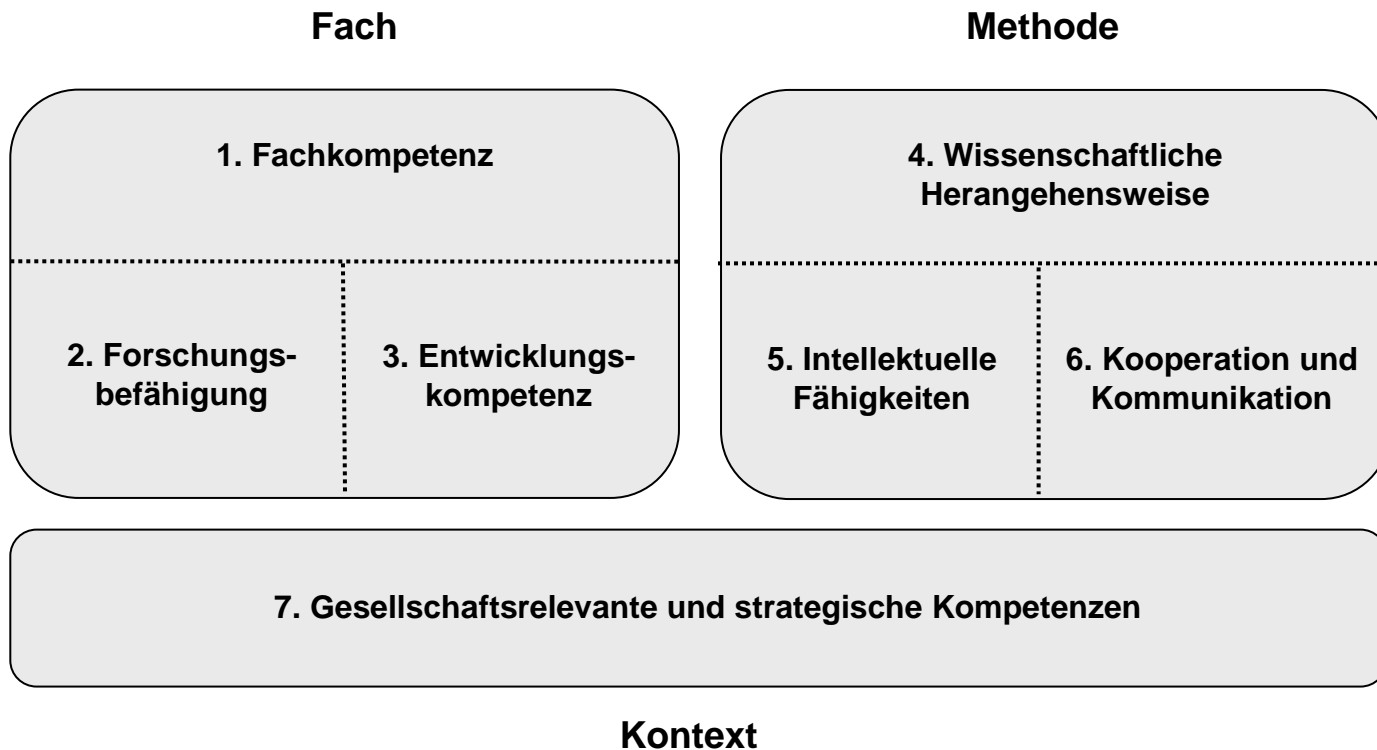 Fach
Methode
1. Fachkompetenz
4. Wissenschaftliche
Herangehensweise
2. Forschungs-
befähigung
3. Entwicklungs-
kompetenz
5. Intellektuelle
Fähigkeiten
6. Kooperation und
Kommunikation
7. Gesellschaftsrelevante und strategische Kompetenzen
Kontext